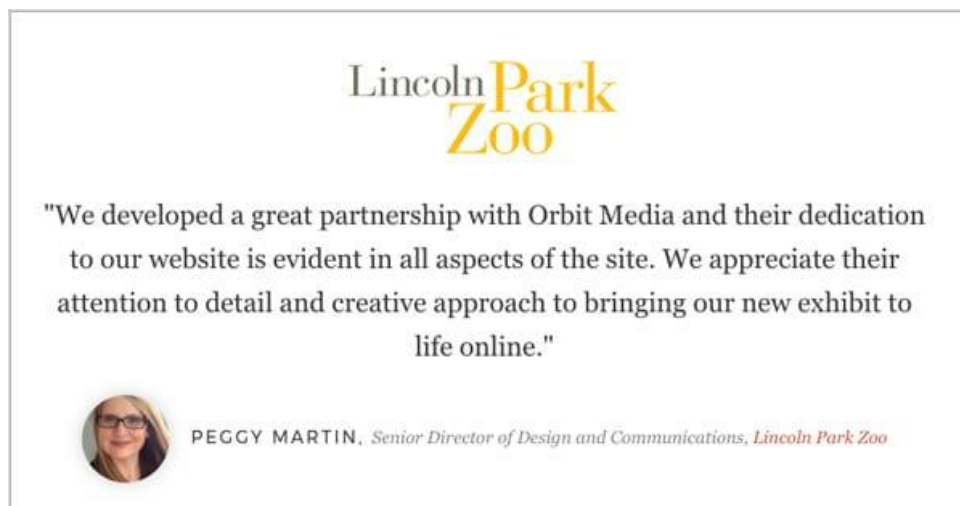 Lincoln Park
Zoo
"We developed a great partnership with Orbit Media and their dedication
to our website is evident in all aspects of the site. We appreciate their
attention to detail and creative approach to bringing our new exhibit to
life online."
PEGGY MARTIN, Senior Director of Design and Communications, Lincoln Park Zoo